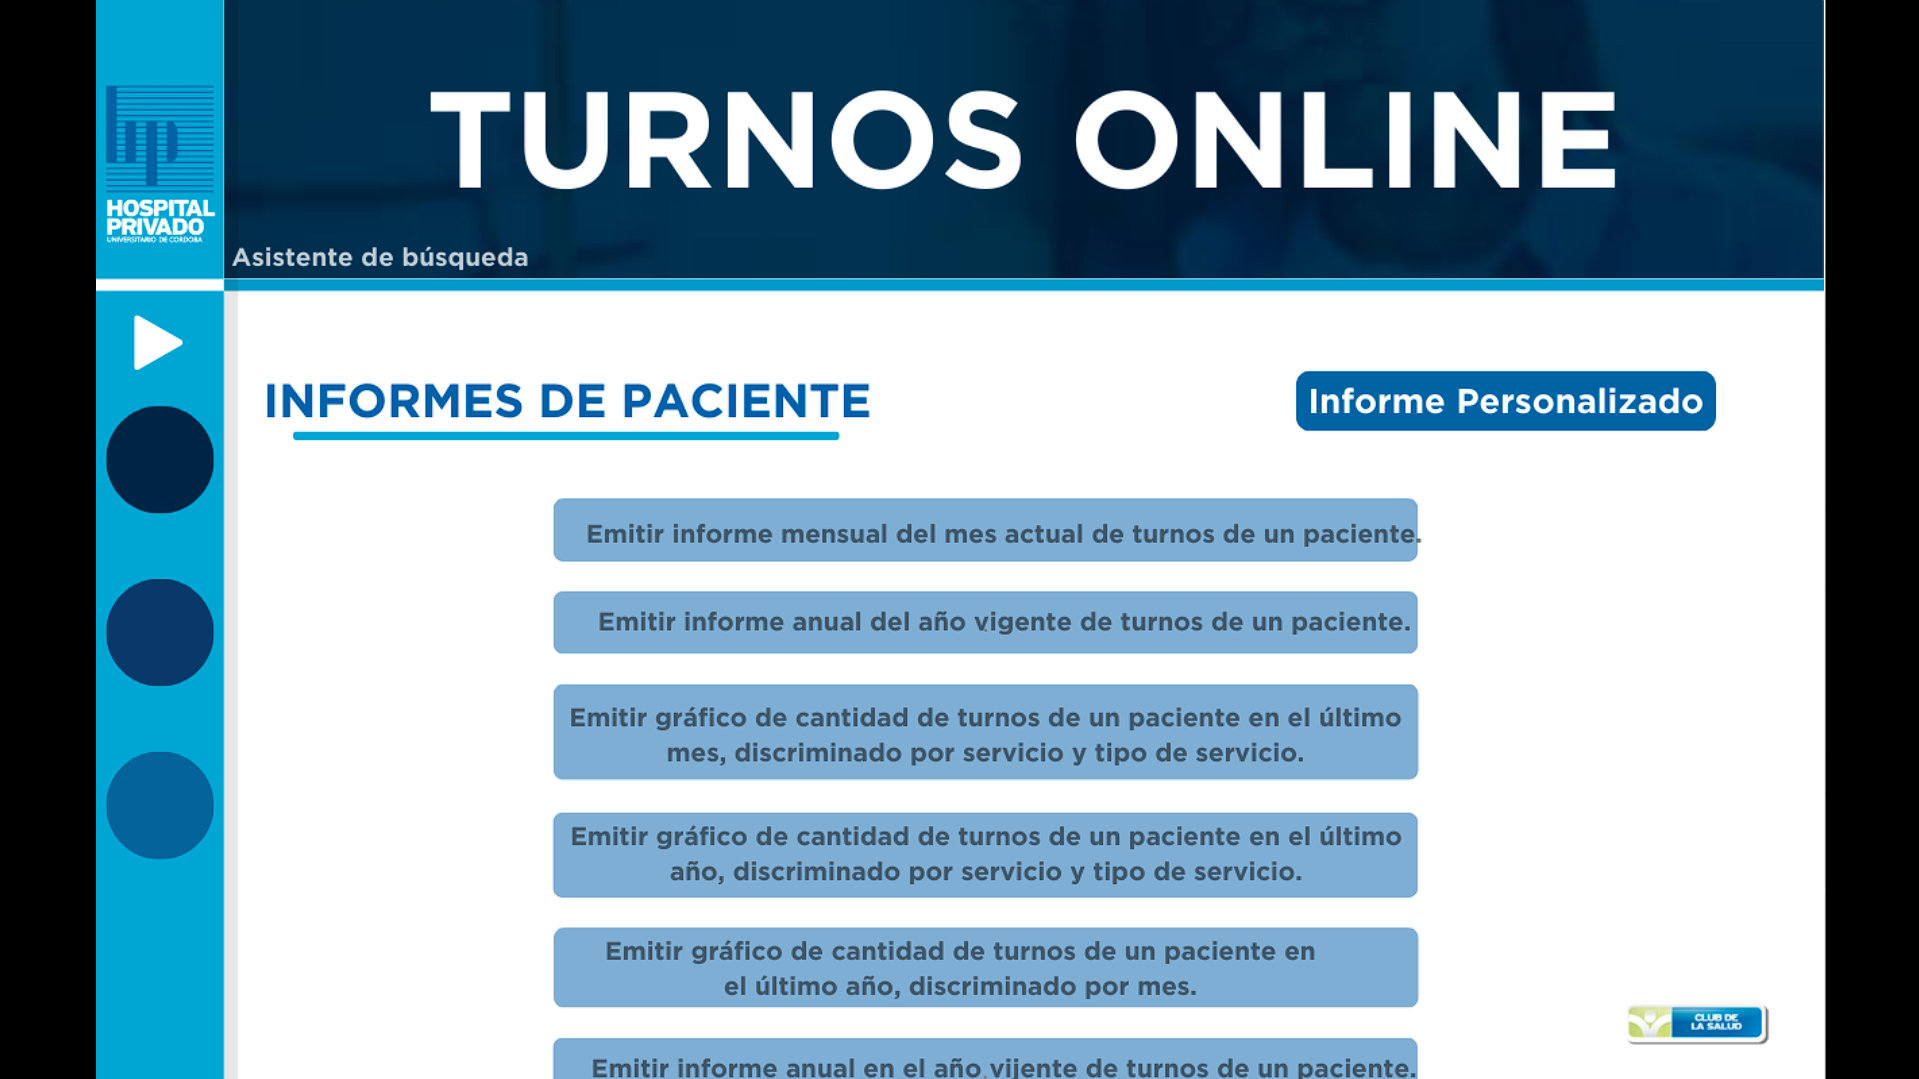 TURNOS ONLINE
HOSPITAL
PRIVADO
UNIVERSITARIO DE CÓRDOBA
Asistente de búsqueda
INFORMES DE PACIENTE
Informe Personalizado
Emitir informe mensual del mes actual de turnos de un paciente.
Emitir informe anual del año vigente de turnos de un paciente.
Emitir gráfico de cantidad de turnos de un paciente en el último
mes, discriminado por servicio y tipo de servicio.
Emitir gráfico de cantidad de turnos de un paciente en el último
año, discriminado por servicio y tipo de servicio.
Emitir gráfico de cantidad de turnos de un paciente en
el último año, discriminado por mes.
CLUB DE
LA SALUD
Emitir informe anual en el año vijente de turnos de un paciente.